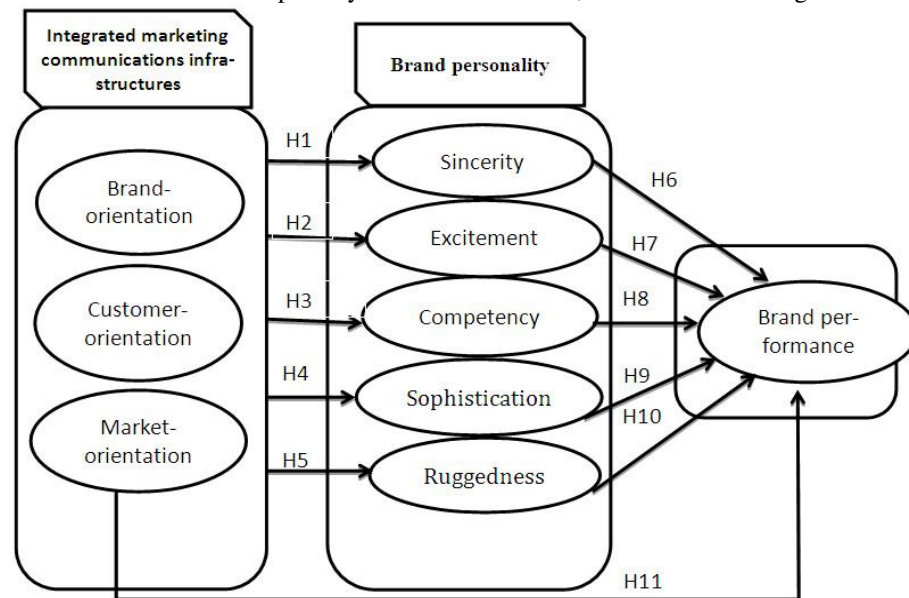 Integrated marketing
communications infra-
structures
Brand personality
Brand-
orientation
Customer-
orientation
Market-
orientation
H1
H2
H3
H4
H5
Sincerity
Excitement
Competency
Sophistication
Ruggedness
H6
H7
H8
H9
H10
H11
Brand per-
formance